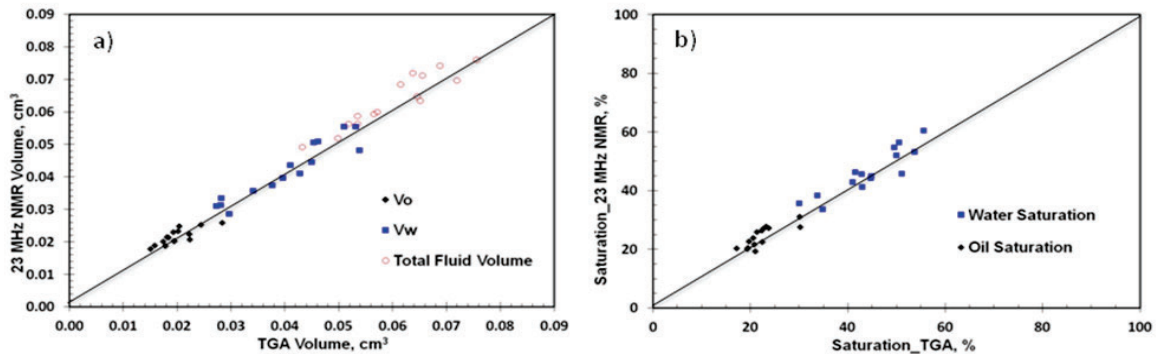 a)
23 MHz NMR Volume, cm³
0.09
0.08
0.07
0.06
0.05
0.04
0.03
0.02
0.01
0.00
Vo
Vw
Total Fluid Volume
0.00 0.01 0.02 0.03 0.04 0.05 0.06 0.07 0.08 0.09
TGA Volume, cm³
b)
Saturation_23 MHz NMR, %
100
80
60
40
20
0
Water Saturation
Oil Saturation
0 20 40 60 80 100
Saturation_TGA, %